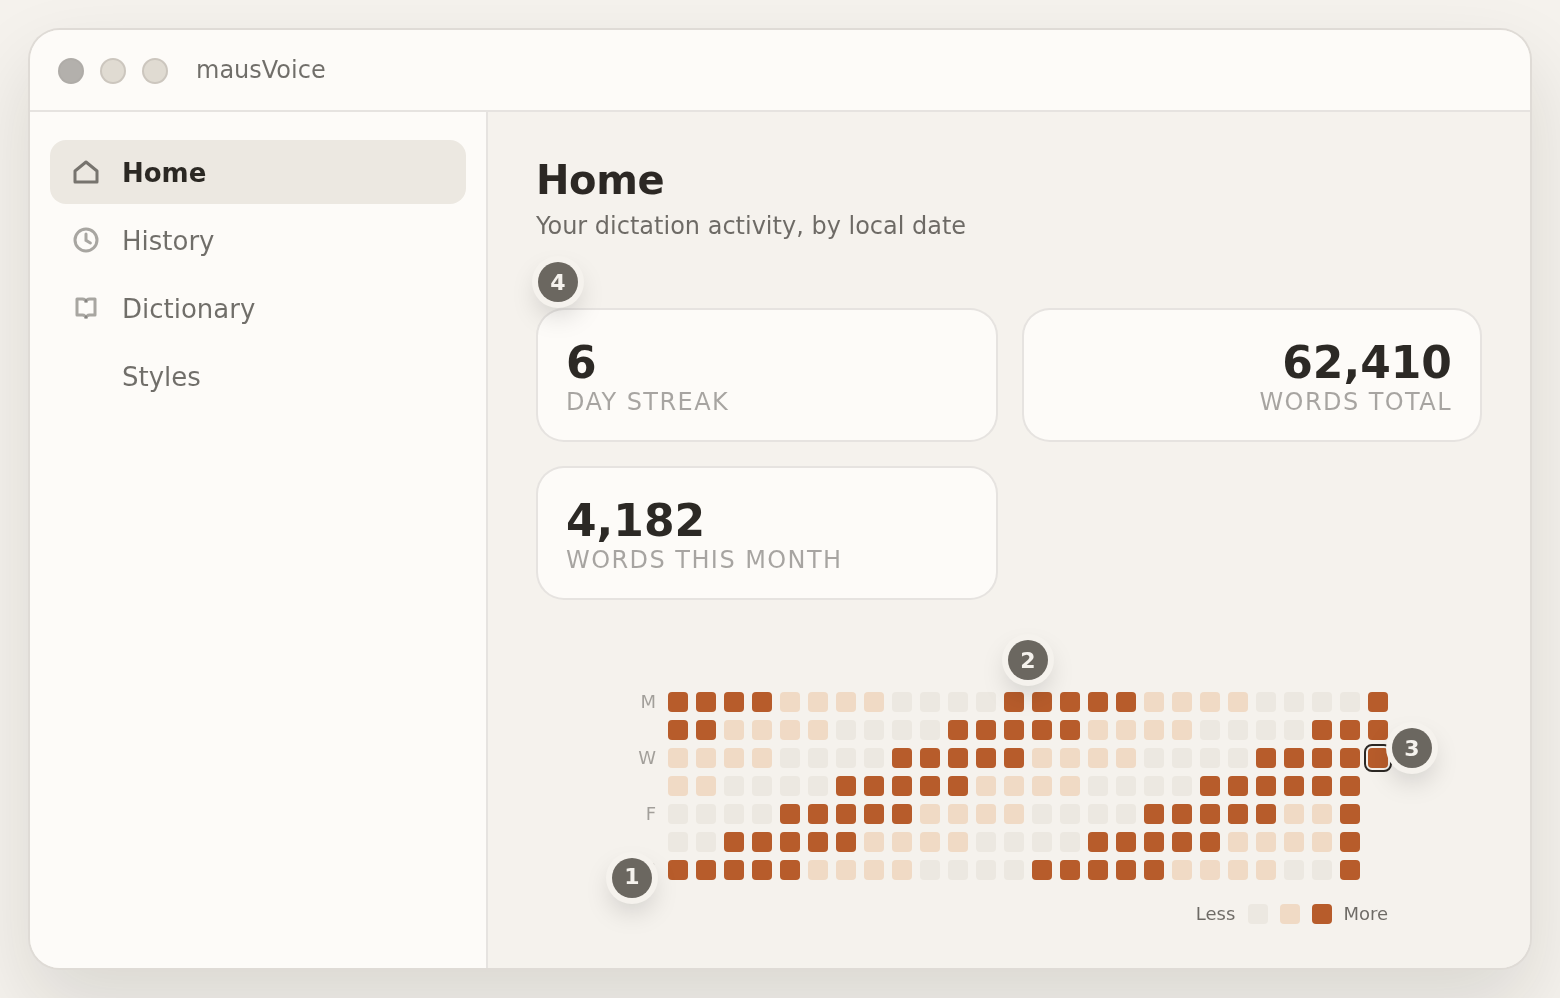 mausVoice
Home
History
Dictionary
Styles
Home
Your dictation activity, by local date
4
6
DAY STREAK
62,410
WORDS TOTAL
4,182
WORDS THIS MONTH
2
M
W
3
F
1
Less
More